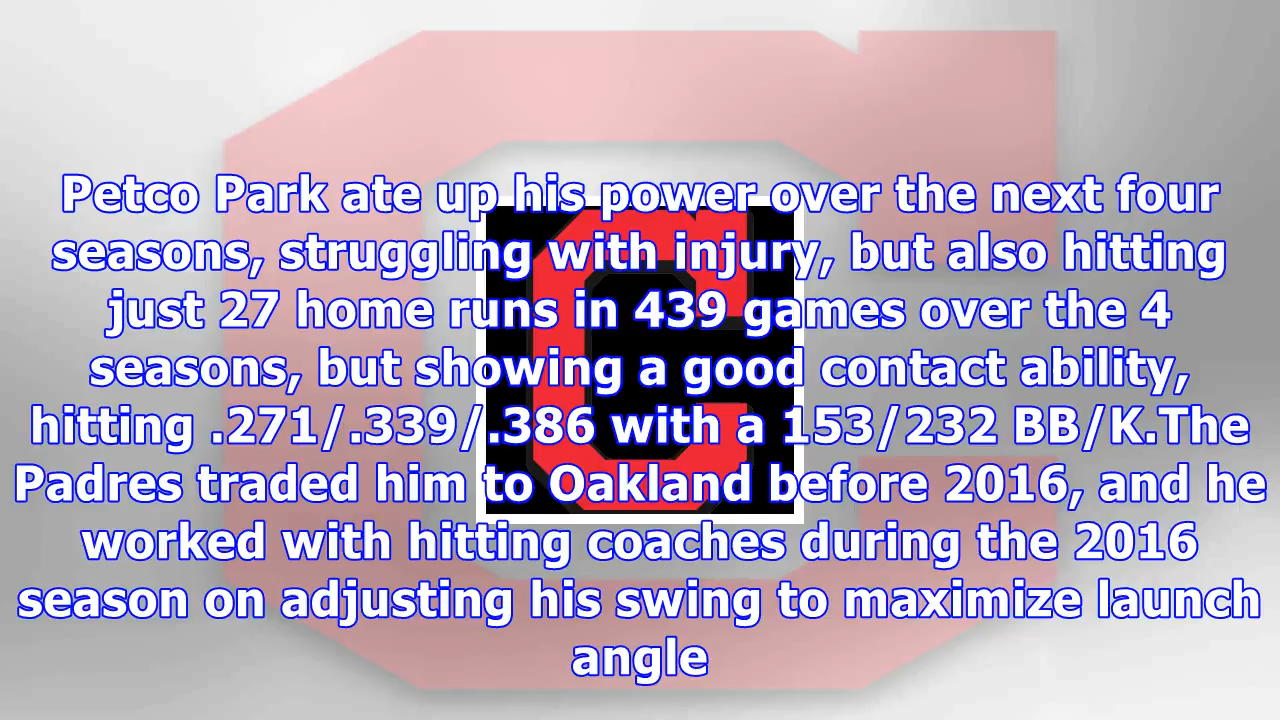 Petco Park ate up his power over the next four
seasons, struggling with injury, but also hitting
just 27 home runs in 439 games over the 4
seasons, but showing a good contact ability,
hitting .271/.339/.386 with a 153/232 BB/K.The
Padres traded him to Oakland before 2016, and he
worked with hitting coaches during the 2016
season on adjusting his swing to maximize launch
angle